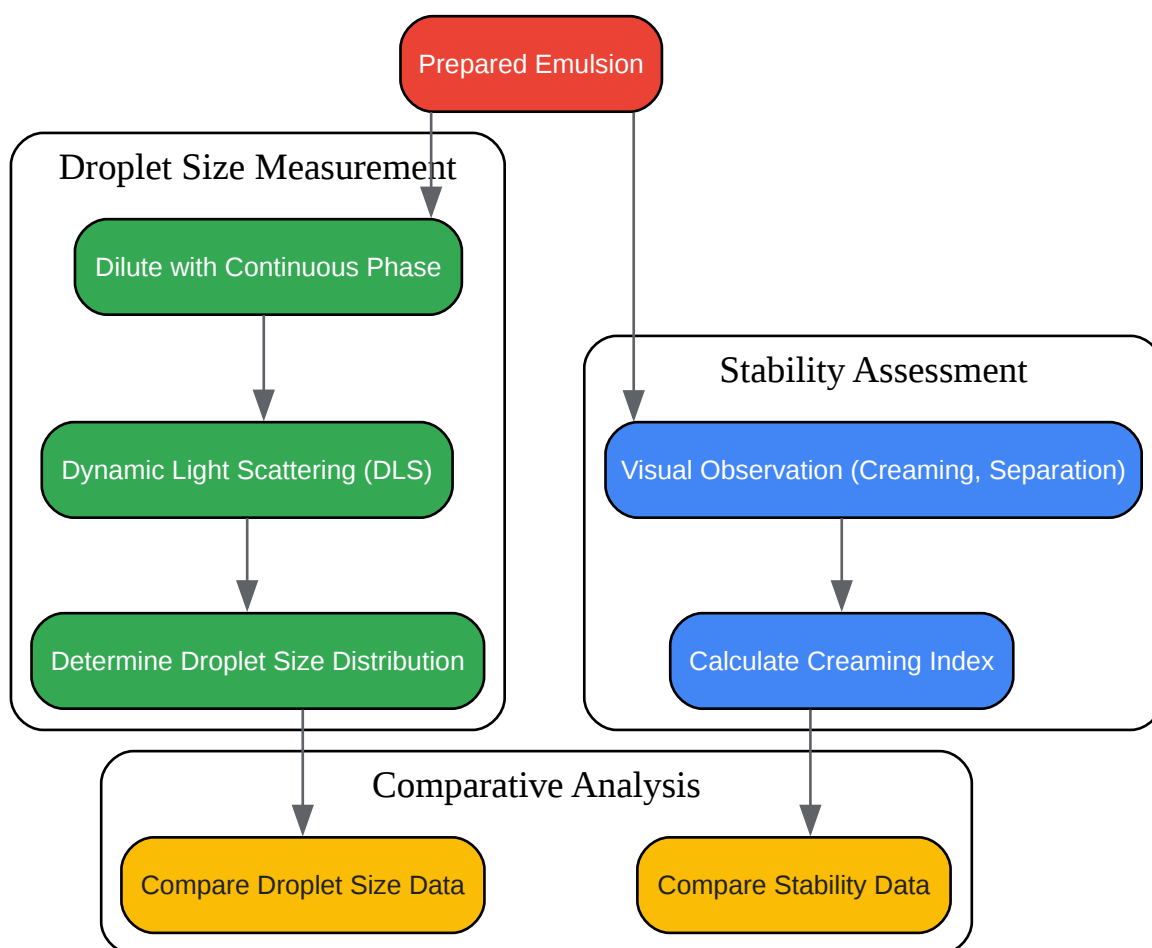 Prepared Emulsion
Droplet Size Measurement
Dilute with Continuous Phase
Dynamic Light Scattering (DLS)
Determine Droplet Size Distribution
Stability Assessment
Visual Observation (Creaming, Separation)
Calculate Creaming Index
Comparative Analysis
Compare Droplet Size Data
Compare Stability Data